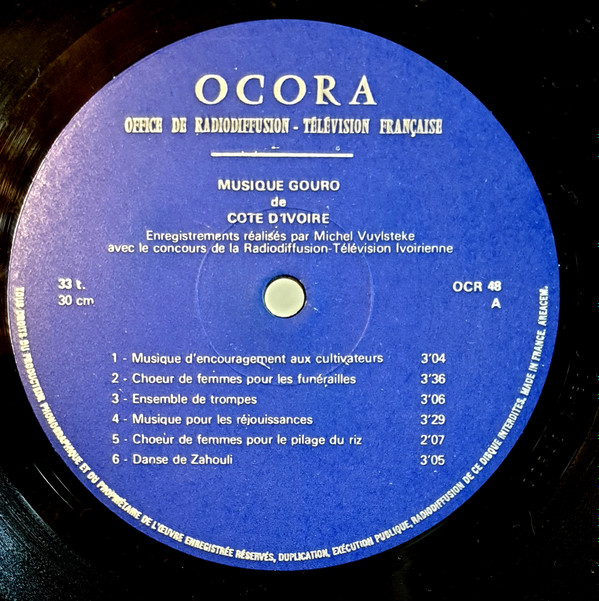 OCORA
OFFICE DE RADIODIFFUSION - TÉLÉVISION FRANÇAISE
MUSIQUE GOURO
de
COTE D'IVOIRE
Enregistrements réalisés par Michel Vuylsteke
avec le concours de la Radiodiffusion-Télévision Ivoirienne
33 t.
30 cm
OCR 48
A
1 - Musique d'encouragement aux cultivateurs 3'04
2 - Choeur de femmes pour les funérailles 3'36
3 - Ensemble de trompes 3'06
4 - Musique pour les réjouissances 3'29
5 - Choeur de femmes pour le pilage du riz 2'07
6 - Danse de Zahouli 3'05
TOUS DROITS DU PRODUCTEUR PHONOGRAPHIQUE ET DU PROPRIÉTAIRE DE L'ŒUVRE ENREGISTRÉE RÉSERVÉS, DUPLICATION, EXÉCUTION PUBLIQUE, RADIODIFFUSION DE CE DISQUE INTERDITES. MADE IN FRANCE. AREACEM.